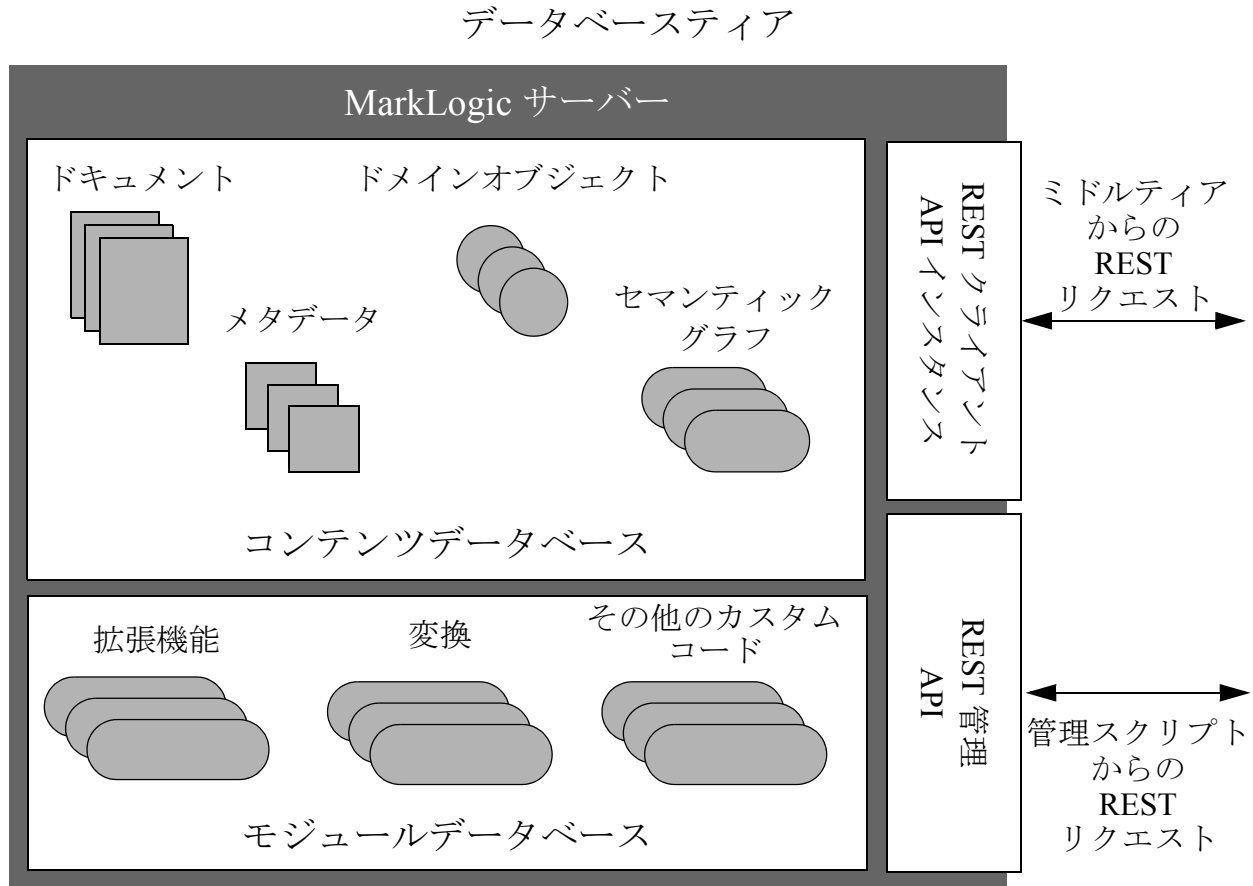 データベースティア
MarkLogic サーバー
ドキュメント
ドメインオブジェクト
メタデータ
セマンティック
グラフ
コンテンツデータベース
REST クライアント
API インスタンス
ミドルティア
からの
REST
リクエスト
拡張機能
変換
その他のカスタム
コード
モジュールデータベース
REST 管理
API
管理スクリプト
からの
REST
リクエスト